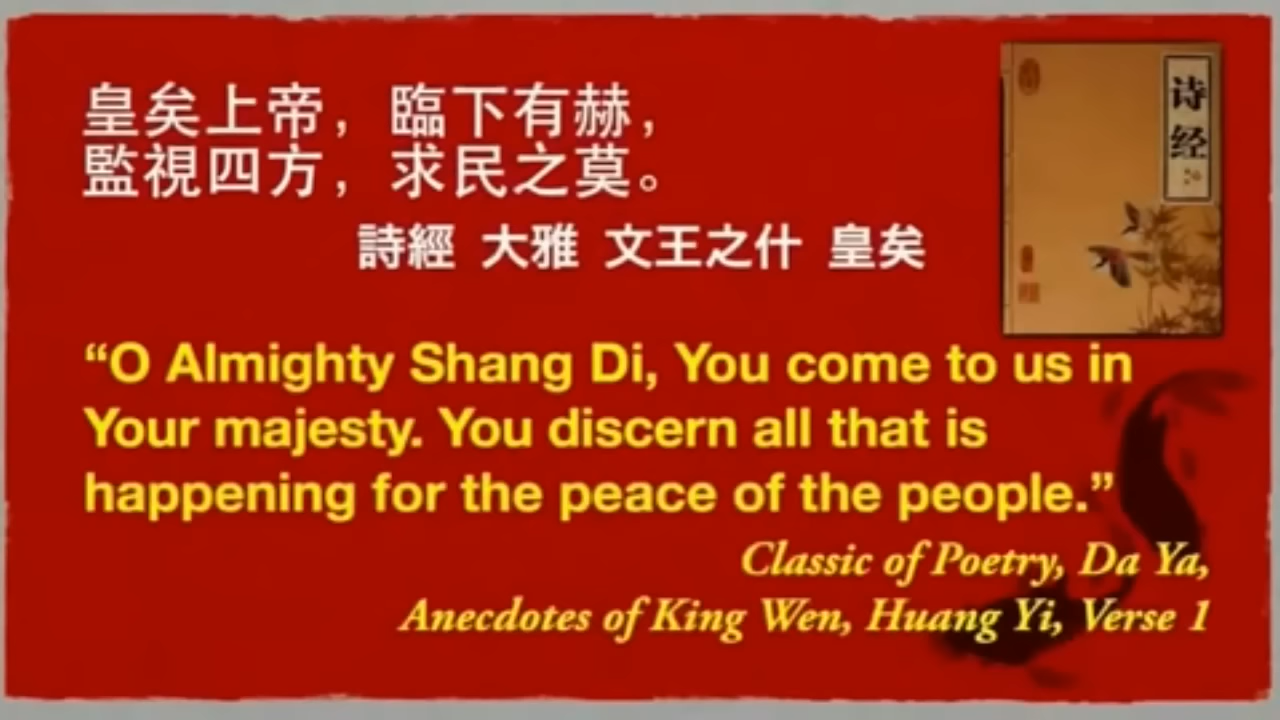 皇矣上帝，臨下有赫，
監視四方，求民之莫。
詩經 大雅 文王之什 皇矣
诗经
“O Almighty Shang Di, You come to us in
Your majesty. You discern all that is
happening for the peace of the people.”
Classic of Poetry, Da Ya,
Anecdotes of King Wen, Huang Yi, Verse 1